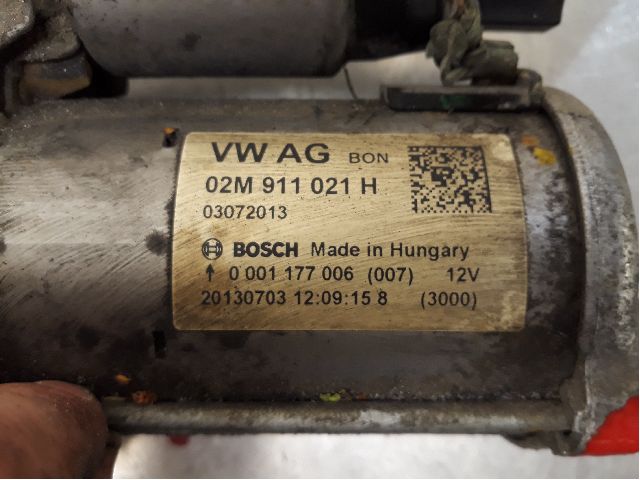 VW AG BON
02M 911 021 H
03072013
BOSCH Made in Hungary
↑ 0 001 177 006 (007) 12V
20130703 12:09:15 8 (3000)